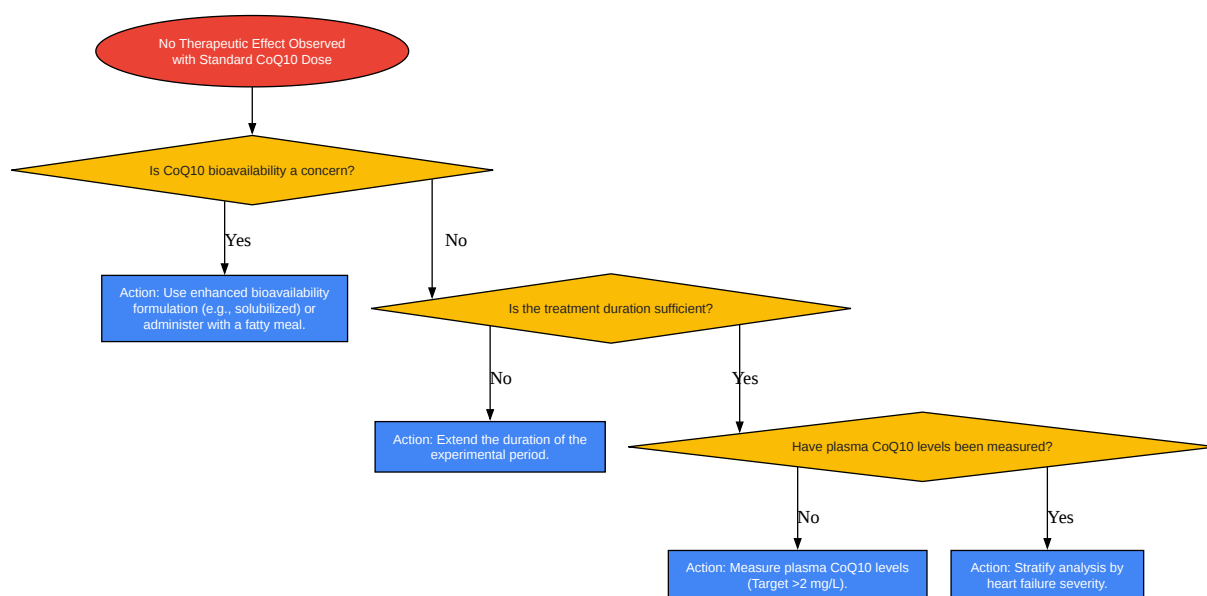 No Therapeutic Effect Observed
with Standard CoQ10 Dose
Is CoQ10 bioavailability a concern?
Yes
No
Action: Use enhanced bioavailability
formulation (e.g., solubilized) or
administer with a fatty meal.
Is the treatment duration sufficient?
No
Yes
Action: Extend the duration of the
experimental period.
Have plasma CoQ10 levels been measured?
No
Yes
Action: Measure plasma CoQ10 levels
(Target >2 mg/L).
Action: Stratify analysis by
heart failure severity.